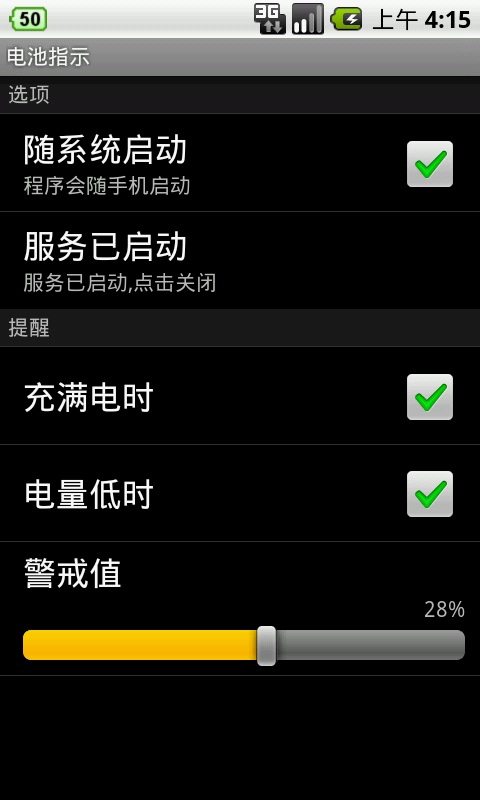 50 3G 上午 4:15
电池指示
选项
随系统启动
程序会随手机启动
服务已启动
服务已启动,点击关闭
提醒
充满电时
电量低时
警戒值
28%